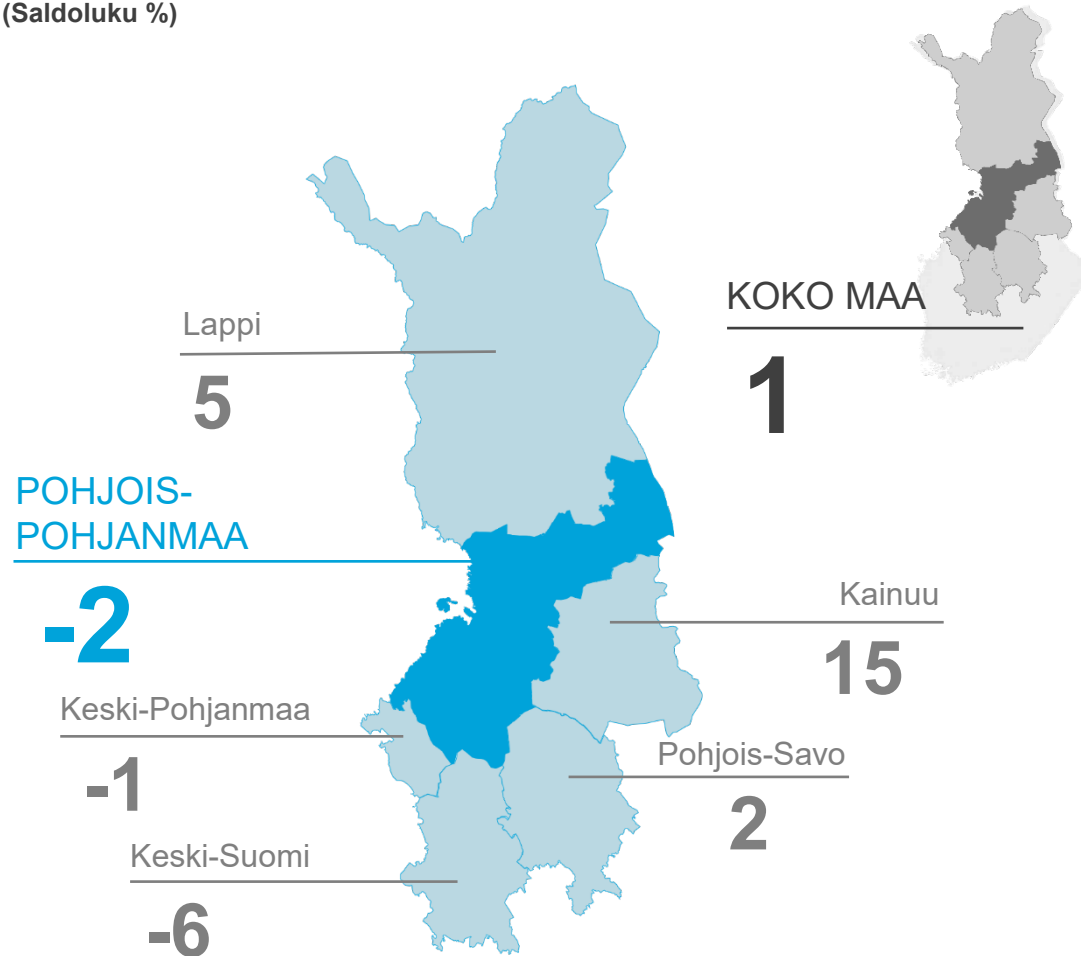 (Saldoluku %)
KOKO MAA
1
Lappi
5
POHJOIS-
POHJANMAA
-2
Kainuu
15
Keski-Pohjanmaa
-1
Pohjois-Savo
2
Keski-Suomi
-6